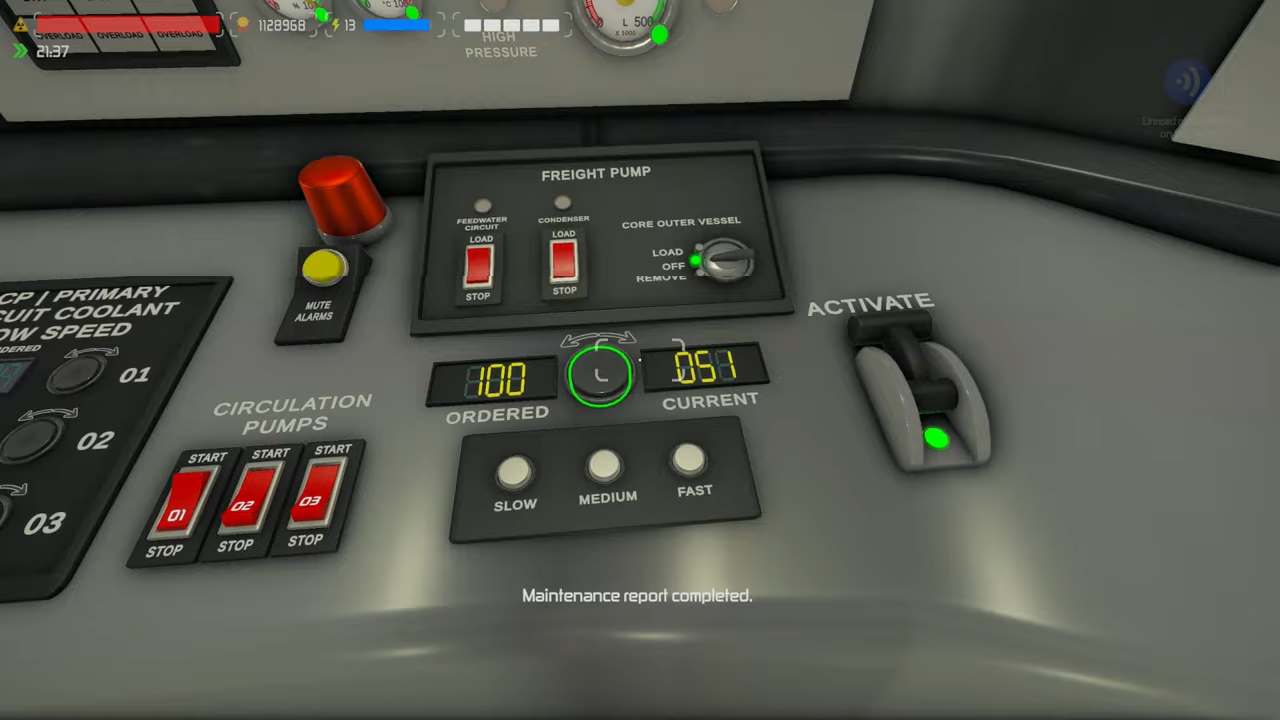 OVERLOAD OVERLOAD OVERLOAD
21:37
% 100
1128968
°C 100
13
HIGH
PRESSURE
L 500
X 1000
FREIGHT PUMP
FEEDWATER
CIRCUIT
LOAD
STOP
CONDENSER
LOAD
STOP
CORE OUTER VESSEL
LOAD
OFF
REMOVE
MUTE
ALARMS
CP | PRIMARY
CUIT COOLANT
OW SPEED
01
02
03
ACTIVATE
100
ORDERED
051
CURRENT
CIRCULATION
PUMPS
START
01
STOP
START
02
STOP
START
03
STOP
SLOW
MEDIUM
FAST
Maintenance report completed.